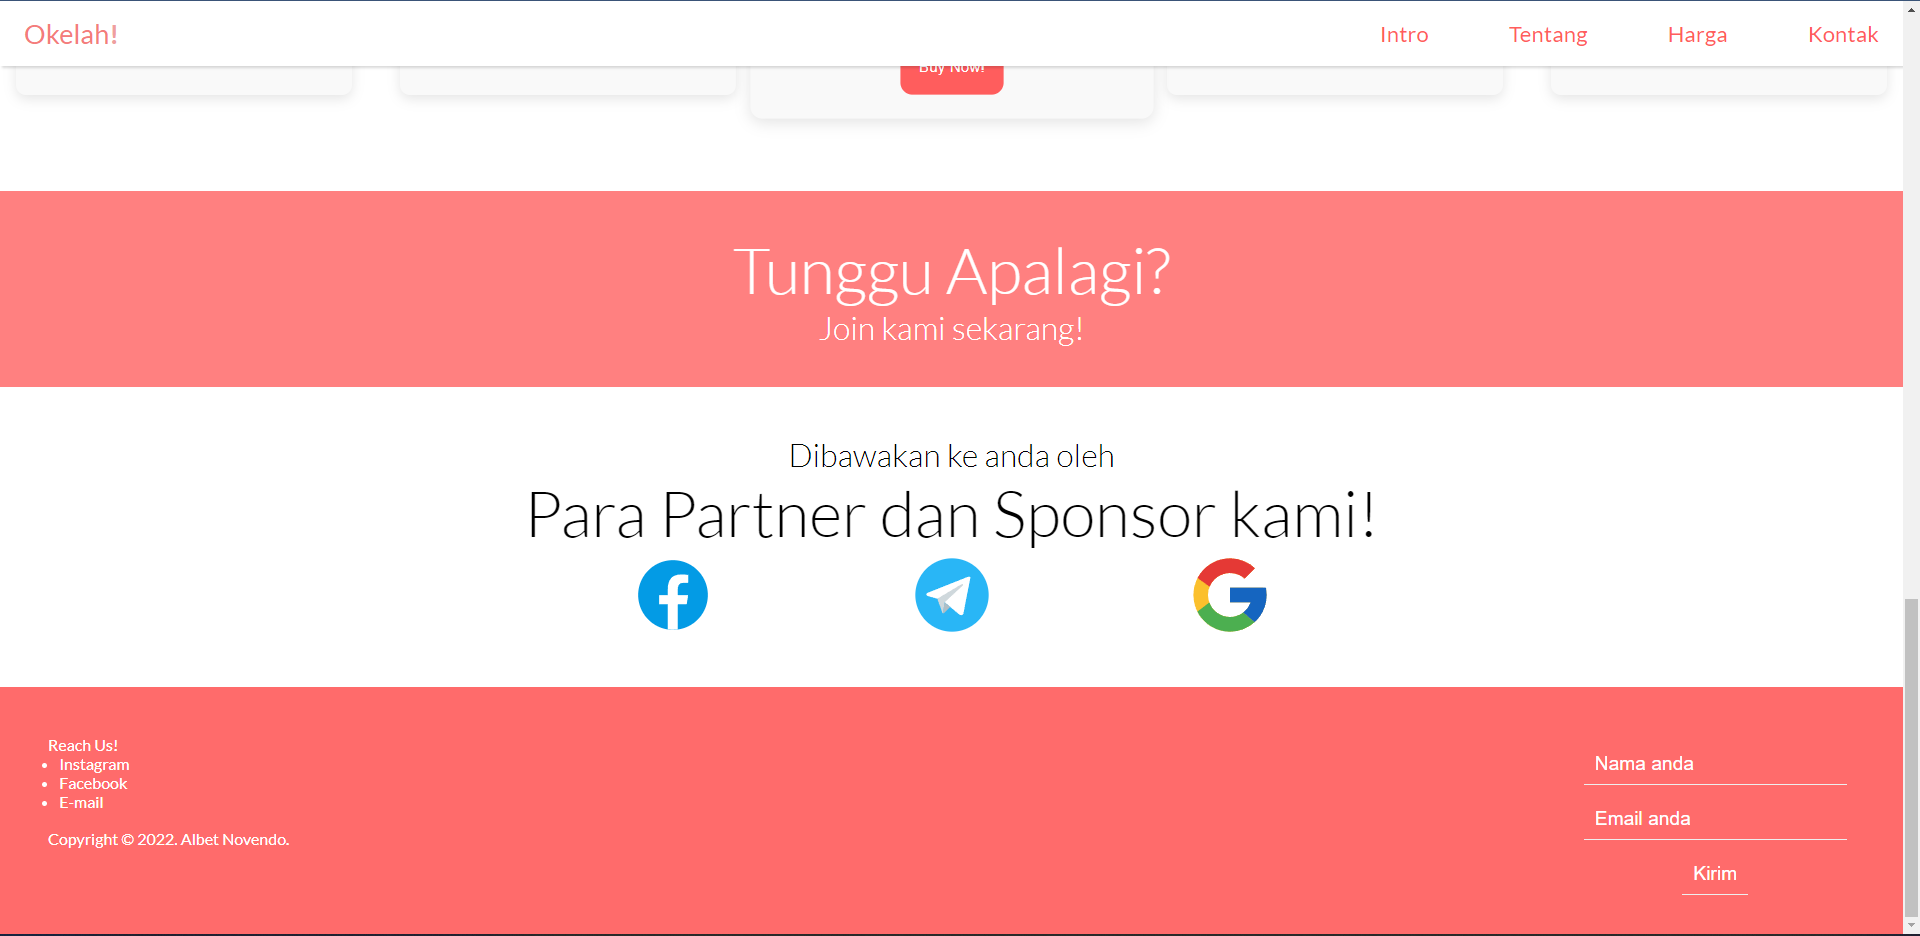 Okelah!
Intro
Tentang
Harga
Kontak
Buy Now!
Tunggu Apalagi?
Join kami sekarang!
Dibawakan ke anda oleh
Para Partner dan Sponsor kami!
Reach Us!
Instagram
Facebook
E-mail
Copyright © 2022. Albet Novendo.
Nama anda
Email anda
Kirim